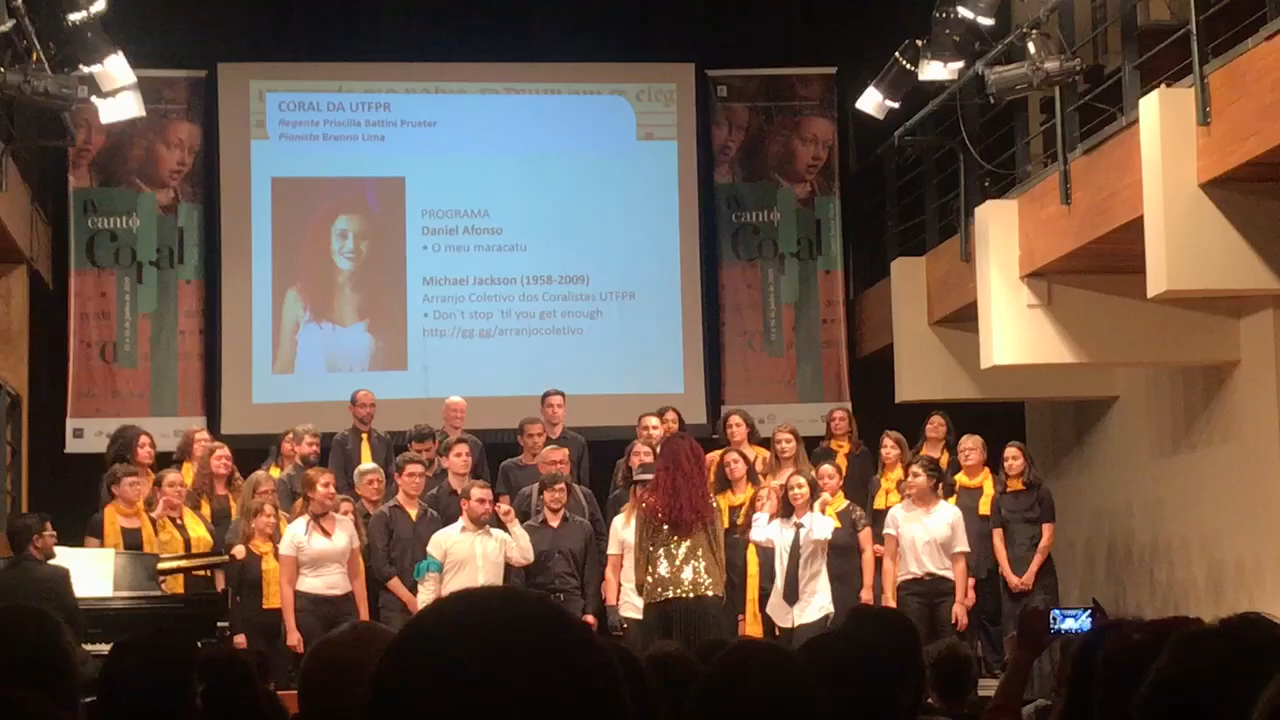 CORAL DA UTFPR
Regente Priscilla Battini Prueter
Pianista Brenno Lima
PROGRAMA
Daniel Afonso
• O meu maracatu
Michael Jackson (1958-2009)
Arranjo Coletivo dos Coralistas UTFPR
• Don´t stop ´til you get enough
http://gg.gg/arranjocoletivo
canto
Coral
canto
Coral